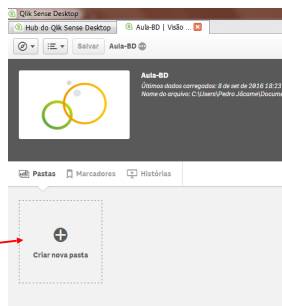 Qlik Sense Desktop
Hub do Qlik Sense Desktop
Aula-BD | Visão ...
Salvar Aula-BD
Aula-BD
Últimos dados carregados: 8 de set de 2016 18:23
Nome do arquivo: C:\Users\Pedro Jácome\Docume
Pastas Marcadores Histórias
Criar nova pasta